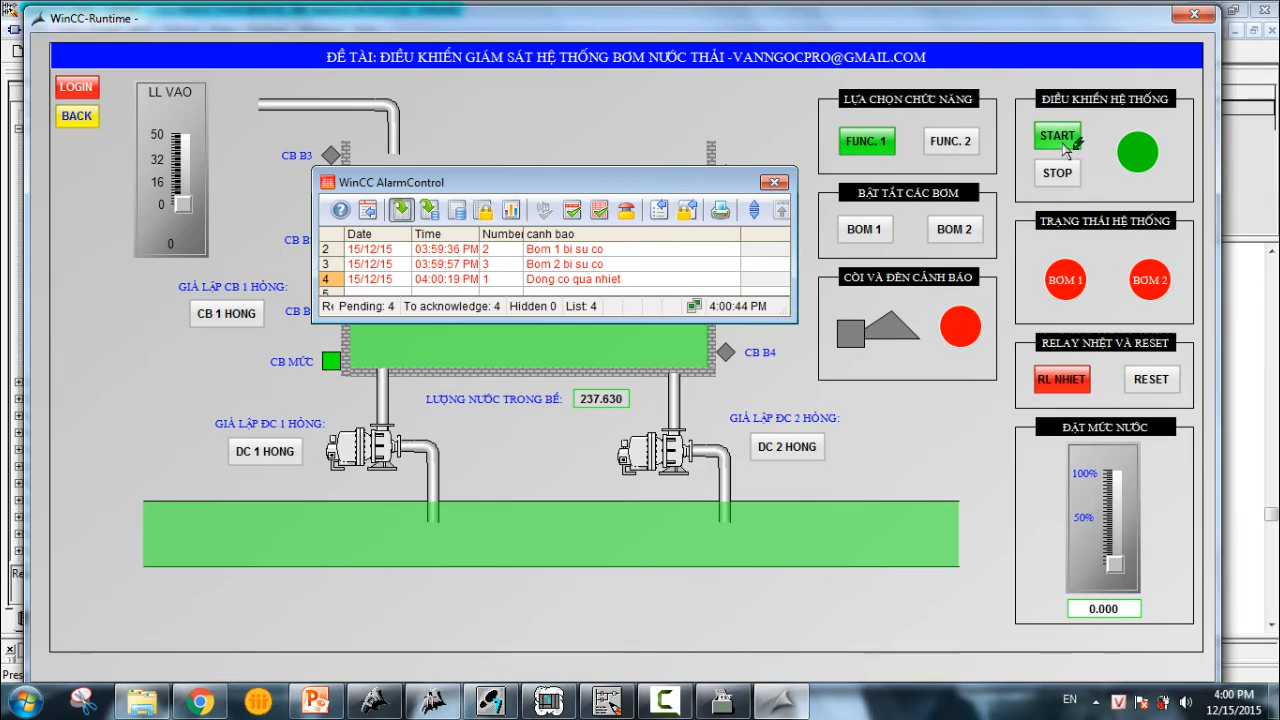 WinCC-Runtime -
ĐỀ TÀI: ĐIỀU KHIỂN GIÁM SÁT HỆ THỐNG BƠM NƯỚC THẢI -VANNGOCPRO@GMAIL.COM
LOGIN
BACK
LL VAO
50
32
16
0
0
CB B3
GIẢ LẬP CB 1 HỎNG:
CB 1 HONG
CB MỨC
CB B4
WinCC AlarmControl
Date Time Number canh bao
2 15/12/15 03:59:36 PM 2 Bom 1 bi su co
3 15/12/15 03:59:57 PM 3 Bom 2 bi su co
4 15/12/15 04:00:19 PM 1 Dong co qua nhiet
Pending: 4 To acknowledge: 4 Hidden 0 List: 4 4:00:44 PM
LƯỢNG NƯỚC TRONG BỂ: 237.630
GIẢ LẬP ĐC 1 HỎNG:
DC 1 HONG
GIẢ LẬP ĐC 2 HỎNG:
DC 2 HONG
LỰA CHỌN CHỨC NĂNG
FUNC. 1 FUNC. 2
BẬT TẮT CÁC BƠM
BOM 1 BOM 2
CÒI VÀ ĐÈN CẢNH BÁO
ĐIỀU KHIỂN HỆ THỐNG
START
STOP
TRẠNG THÁI HỆ THỐNG
BƠM 1 BƠM 2
RELAY NHIỆT VÀ RESET
RL NHIET RESET
ĐẶT MỨC NƯỚC
100%
50%
0.000
EN
4:00 PM
12/15/2015